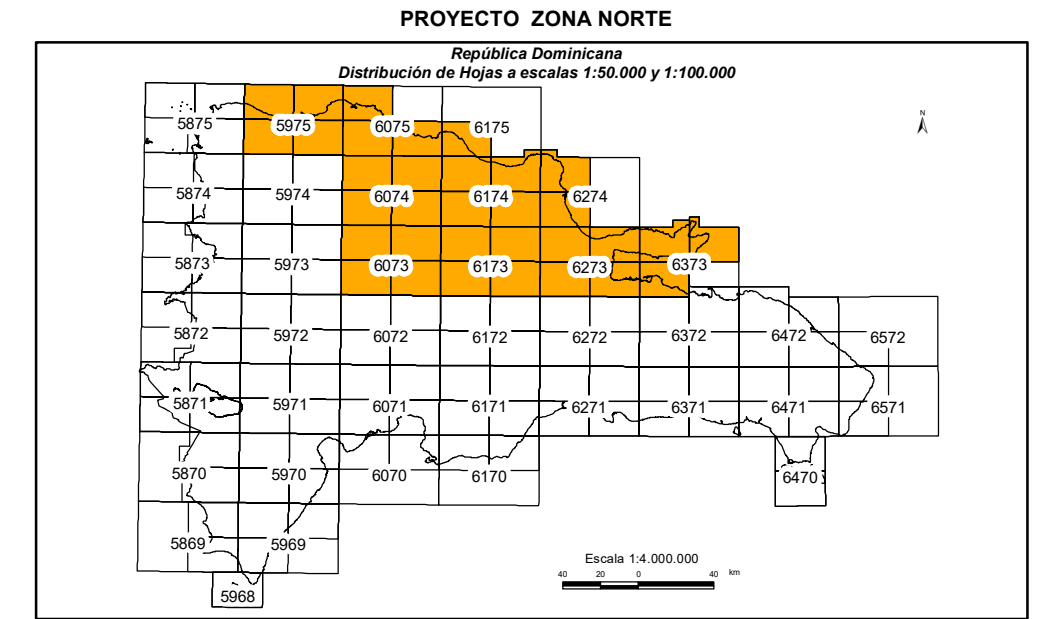 PROYECTO ZONA NORTE
República Dominicana
Distribución de Hojas a escalas 1:50.000 y 1:100.000
N
5875 5975 6075 6175
5874 5974 6074 6174 6274
5873 5973 6073 6173 6273 6373
5872 5972 6072 6172 6272 6372 6472 6572
5871 5971 6071 6171 6271 6371 6471 6571
5870 5970 6070 6170 6470
5869 5969
5968
Escala 1:4.000.000
40 20 0 40 km